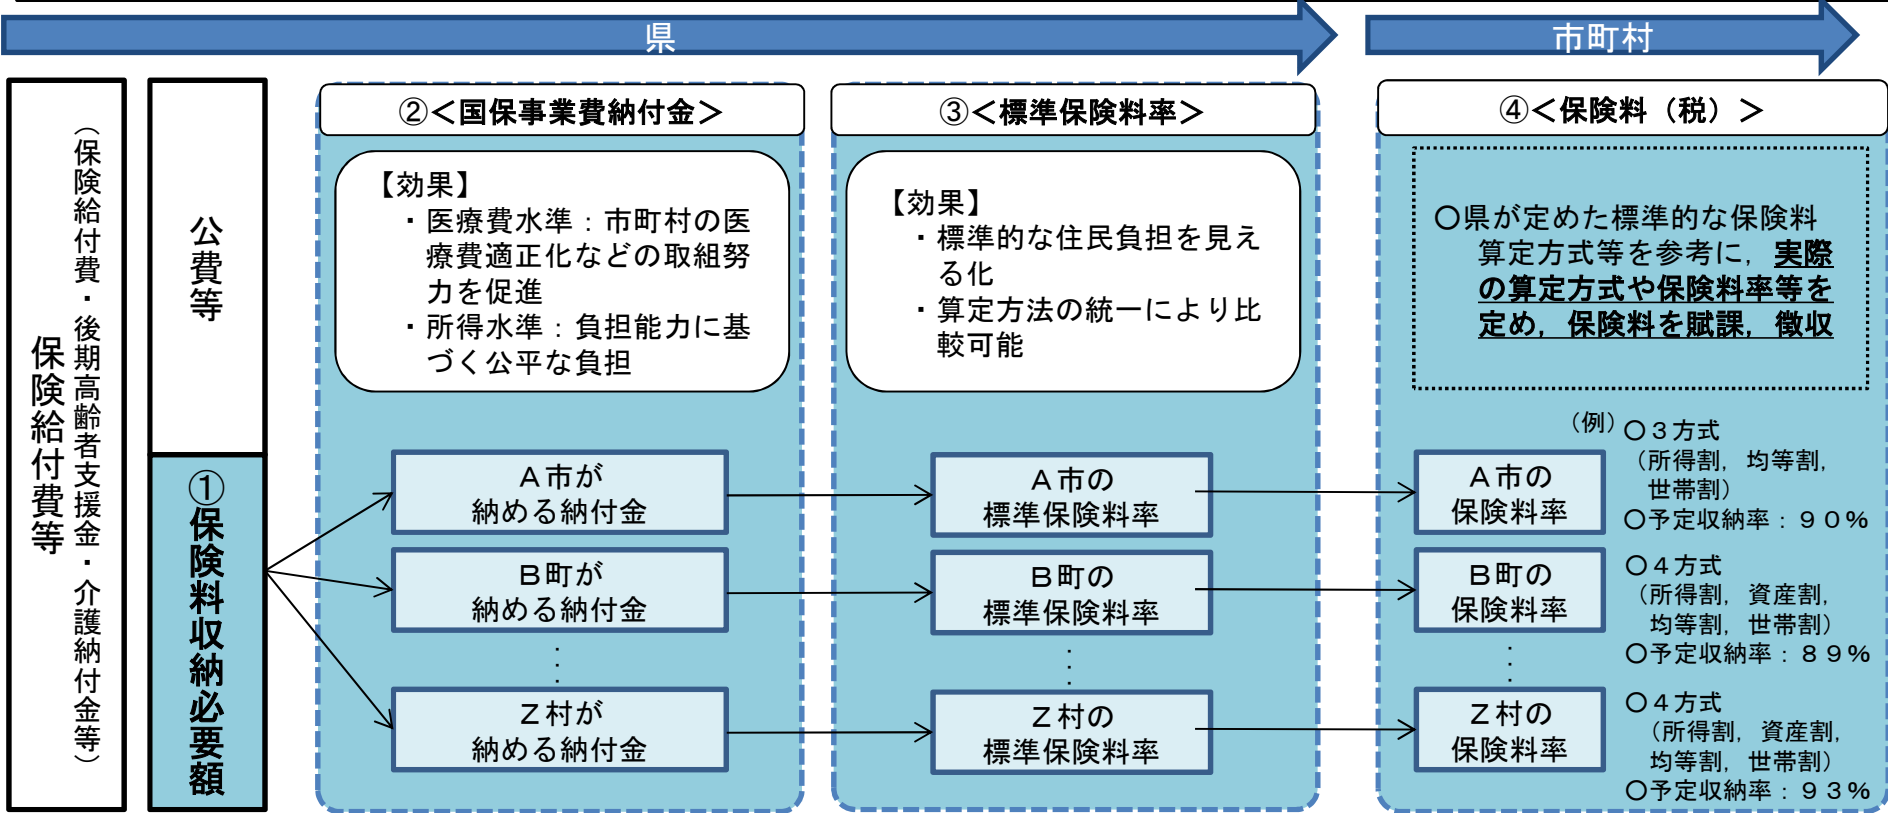 県
市町村
保険給付費等
（保険給付費・後期高齢者支援金・介護納付金等）
公費等
①保険料収納必要額
②＜国保事業費納付金＞
【効果】
・医療費水準：市町村の医
療費適正化などの取組努
力を促進
・所得水準：負担能力に基
づく公平な負担
A市が
納める納付金
B町が
納める納付金
⋮
Z村が
納める納付金
③＜標準保険料率＞
【効果】
・標準的な住民負担を見え
る化
・算定方法の統一により比
較可能
A市の
標準保険料率
B町の
標準保険料率
⋮
Z村の
標準保険料率
④＜保険料（税）＞
○県が定めた標準的な保険料
算定方式等を参考に，実際
の算定方式や保険料率等を
定め，保険料を賦課，徴収
（例）
A市の
保険料率
○３方式
（所得割，均等割，
世帯割）
○予定収納率：９０％
B町の
保険料率
○４方式
（所得割，資産割，
均等割，世帯割）
○予定収納率：８９％
⋮
Z村の
保険料率
○４方式
（所得割，資産割，
均等割，世帯割）
○予定収納率：９３％